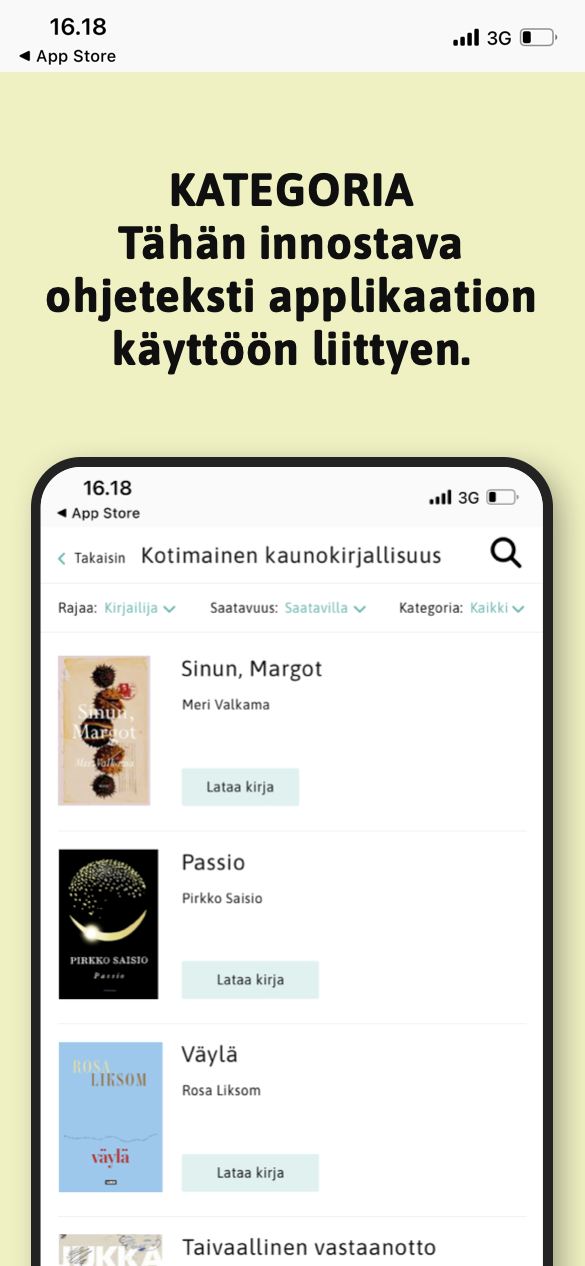 16.18
3G
◀ App Store
KATEGORIA
Tähän innostava
ohjeteksti applikaation
käyttöön liittyen.
16.18
3G
◀ App Store
Takaisin Kotimainen kaunokirjallisuus
Rajaa: Kirjailija Saatavuus: Saatavilla Kategoria: Kaikki
Sinun,
Margot
Meri Valkama
Sinun, Margot
Meri Valkama
Lataa kirja
PIRKKO SAISIO
Passio
Passio
Pirkko Saisio
Lataa kirja
ROSA
LIKSOM
väylä
Väylä
Rosa Liksom
Lataa kirja
JUKKA
Taivaallinen vastaanotto